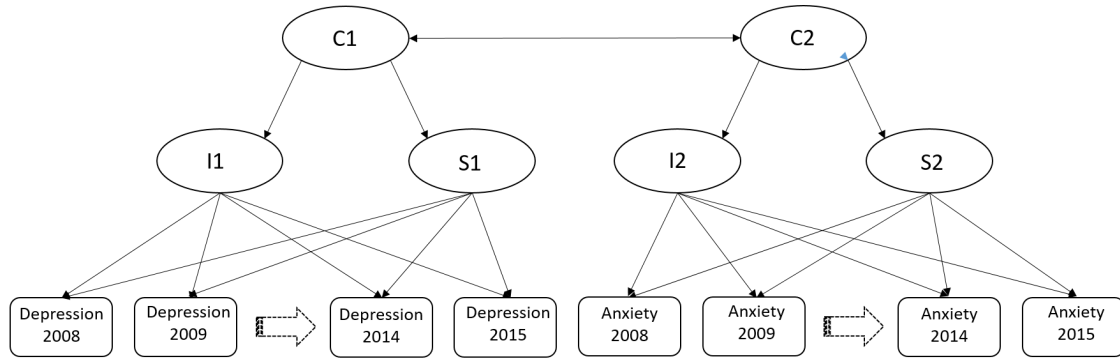 C1
C2
I1
S1
I2
S2
Depression
2008
Depression
2009
Depression
2014
Depression
2015
Anxiety
2008
Anxiety
2009
Anxiety
2014
Anxiety
2015